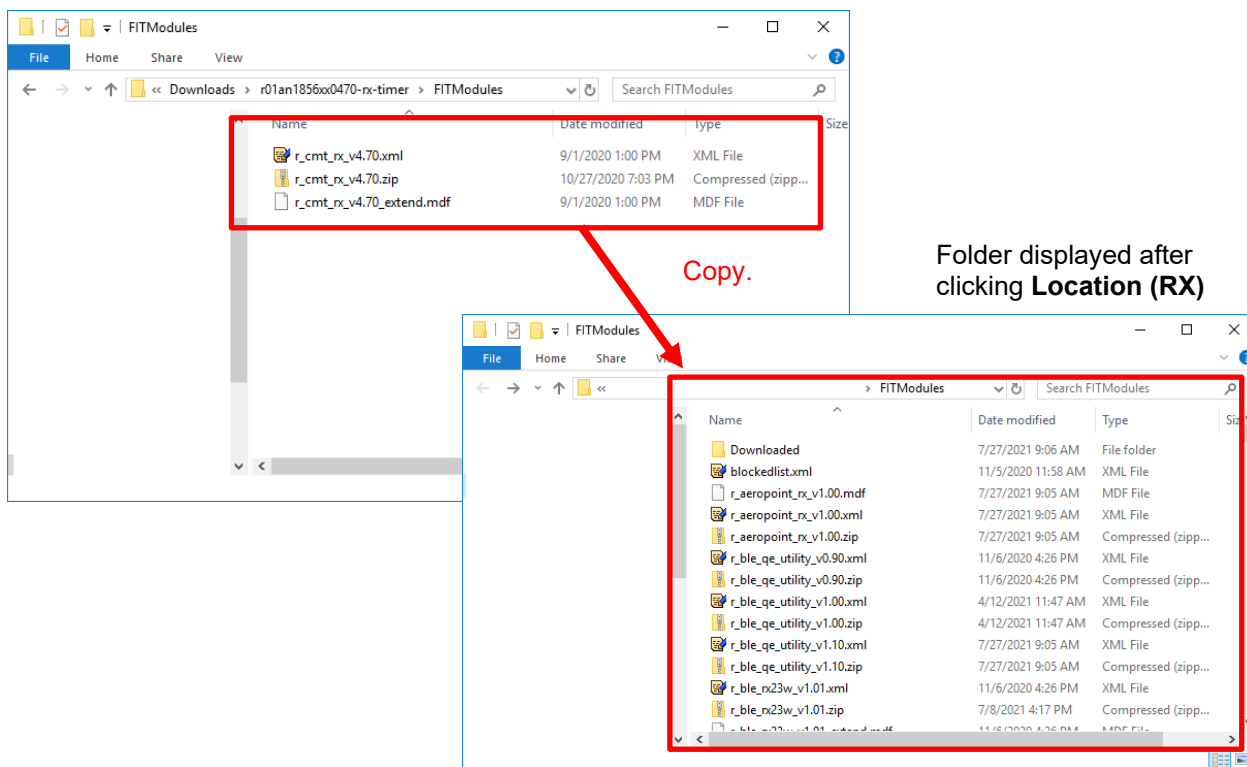 FITModules
File Home Share View
« Downloads > r01an1856xx0470-rx-timer > FITModules Search FITModules
Name Date modified Type Size
r_cmt_rx_v4.70.xml 9/1/2020 1:00 PM XML File
r_cmt_rx_v4.70.zip 10/27/2020 7:03 PM Compressed (zipp...
r_cmt_rx_v4.70_extend.mdf 9/1/2020 1:00 PM MDF File
Copy.
Folder displayed after
clicking Location (RX)
FITModules
File Home Share View
« > FITModules Search FITModules
Name Date modified Type Siz
Downloaded 7/27/2021 9:06 AM File folder
blockedlist.xml 11/5/2020 11:58 AM XML File
r_aeropoint_rx_v1.00.mdf 7/27/2021 9:05 AM MDF File
r_aeropoint_rx_v1.00.xml 7/27/2021 9:05 AM XML File
r_aeropoint_rx_v1.00.zip 7/27/2021 9:05 AM Compressed (zipp...
r_ble_qe_utility_v0.90.xml 11/6/2020 4:26 PM XML File
r_ble_qe_utility_v0.90.zip 11/6/2020 4:26 PM Compressed (zipp...
r_ble_qe_utility_v1.00.xml 4/12/2021 11:47 AM XML File
r_ble_qe_utility_v1.00.zip 4/12/2021 11:47 AM Compressed (zipp...
r_ble_qe_utility_v1.10.xml 7/27/2021 9:05 AM XML File
r_ble_qe_utility_v1.10.zip 7/27/2021 9:05 AM Compressed (zipp...
r_ble_rx23w_v1.01.xml 11/6/2020 4:26 PM XML File
r_ble_rx23w_v1.01.zip 7/8/2021 4:17 PM Compressed (zipp...